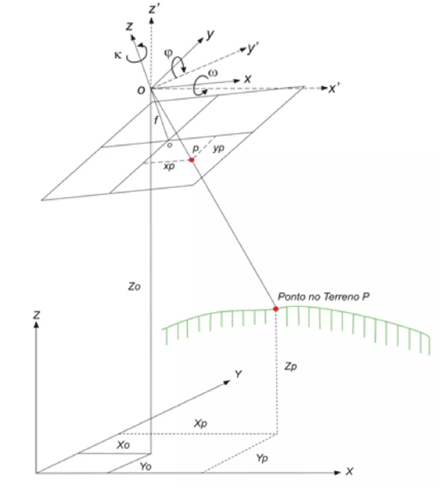 z'
z
y
κ
φ
y'
ω
x
O
x'
f
o
p
yp
xp
Zo
Ponto no Terreno P
Z
Zp
Y
Xp
Xo
Yo
Yp
X